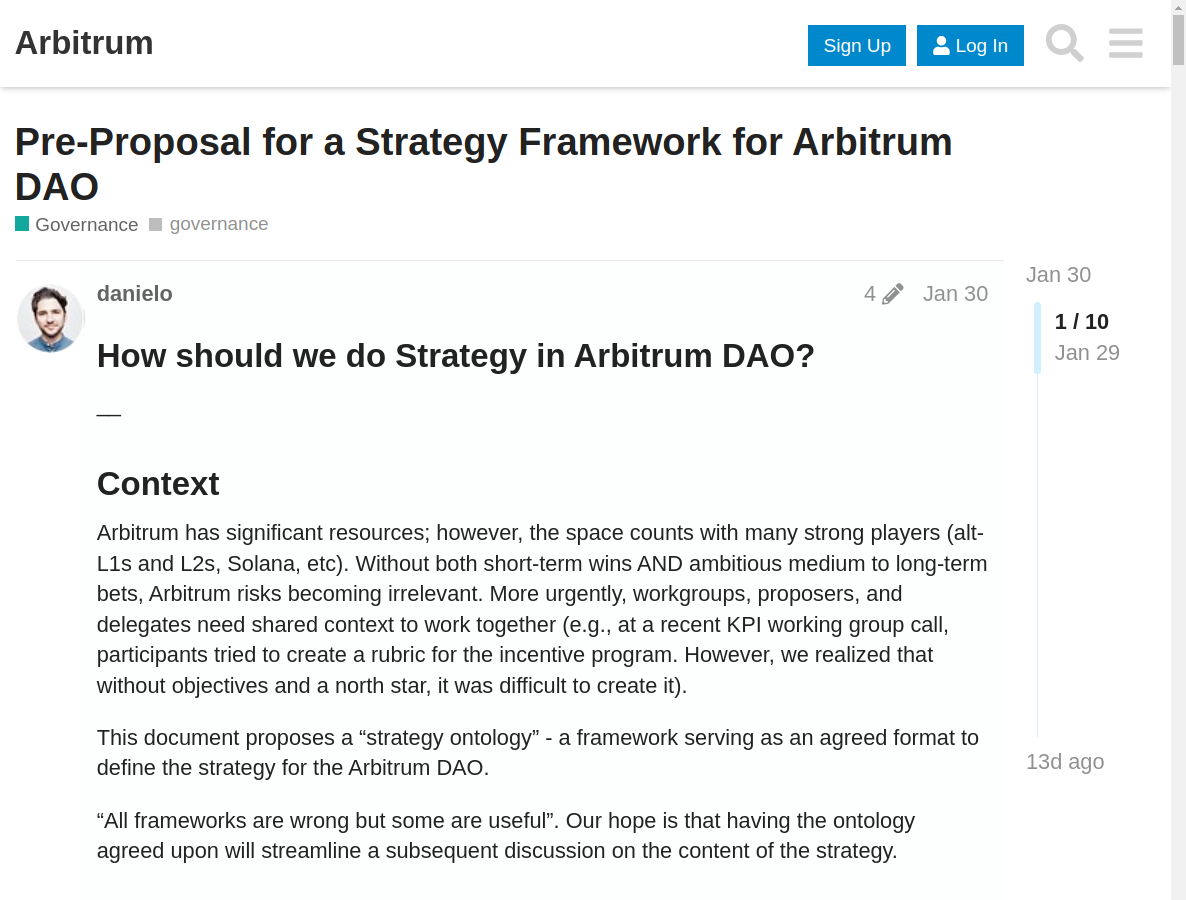 Arbitrum
Sign Up
Log In
Pre-Proposal for a Strategy Framework for Arbitrum
DAO
Governance governance
danielo
4
Jan 30
Jan 30
1 / 10
Jan 29
How should we do Strategy in Arbitrum DAO?
__
Context
Arbitrum has significant resources; however, the space counts with many strong players (alt-
L1s and L2s, Solana, etc). Without both short-term wins AND ambitious medium to long-term
bets, Arbitrum risks becoming irrelevant. More urgently, workgroups, proposers, and
delegates need shared context to work together (e.g., at a recent KPI working group call,
participants tried to create a rubric for the incentive program. However, we realized that
without objectives and a north star, it was difficult to create it).
This document proposes a “strategy ontology” - a framework serving as an agreed format to
define the strategy for the Arbitrum DAO.
13d ago
“All frameworks are wrong but some are useful”. Our hope is that having the ontology
agreed upon will streamline a subsequent discussion on the content of the strategy.